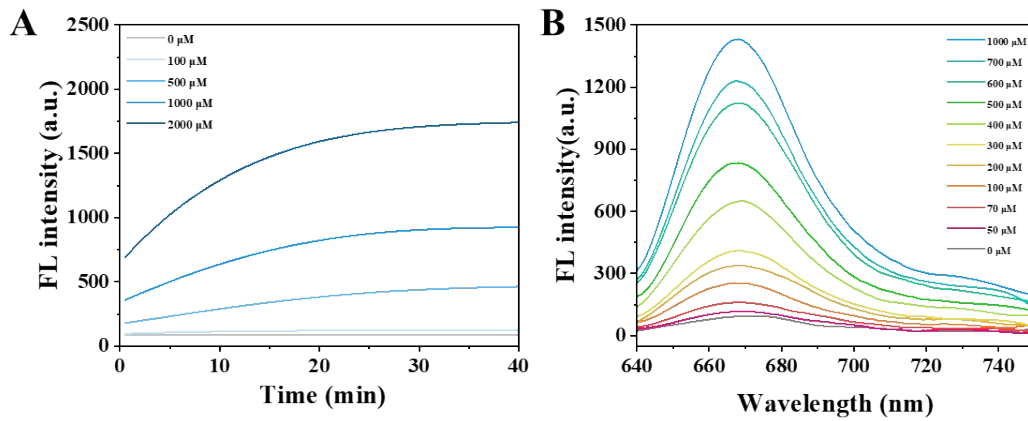 A
FL intensity (a.u.)
2500
2000
1500
1000
500
0
0 μM
100 μM
500 μM
1000 μM
2000 μM
0
10
20
30
40
Time (min)
B
FL intensity(a.u.)
1500
1200
900
600
300
0
1000 μM
700 μM
600 μM
500 μM
400 μM
300 μM
200 μM
100 μM
70 μM
50 μM
0 μM
640
660
680
700
720
740
Wavelength (nm)